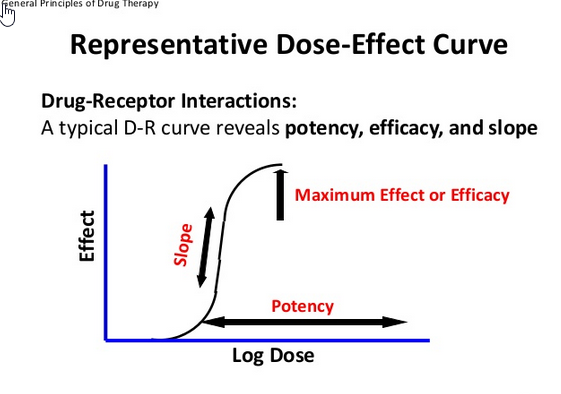 General Principles of Drug Therapy
Representative Dose-Effect Curve
Drug-Receptor Interactions:
A typical D-R curve reveals potency, efficacy, and slope
Maximum Effect or Efficacy
Effect
Slope
Potency
Log Dose